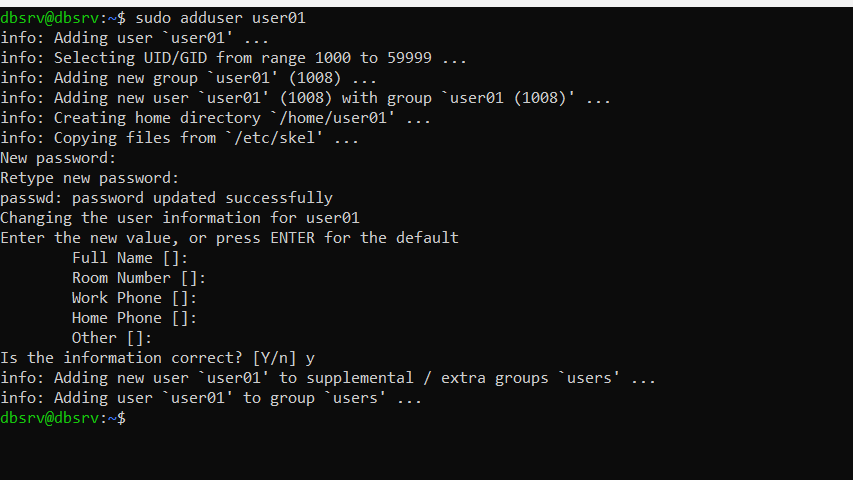 dbsrv@dbsrv:~$ sudo adduser user01
info: Adding user `user01' ...
info: Selecting UID/GID from range 1000 to 59999 ...
info: Adding new group `user01' (1008) ...
info: Adding new user `user01' (1008) with group `user01 (1008)' ...
info: Creating home directory `/home/user01' ...
info: Copying files from `/etc/skel' ...
New password:
Retype new password:
passwd: password updated successfully
Changing the user information for user01
Enter the new value, or press ENTER for the default
        Full Name []:
        Room Number []:
        Work Phone []:
        Home Phone []:
        Other []:
Is the information correct? [Y/n] y
info: Adding new user `user01' to supplemental / extra groups `users' ...
info: Adding user `user01' to group `users' ...
dbsrv@dbsrv:~$